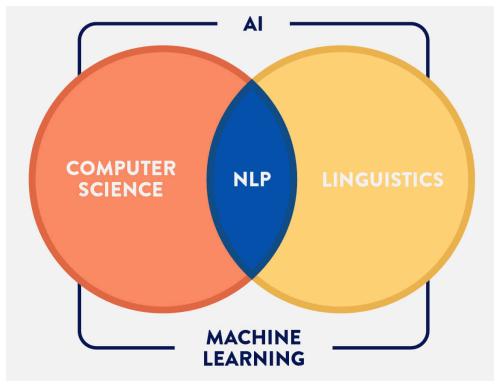 AI
COMPUTER
SCIENCE
NLP
LINGUISTICS
MACHINE
LEARNING